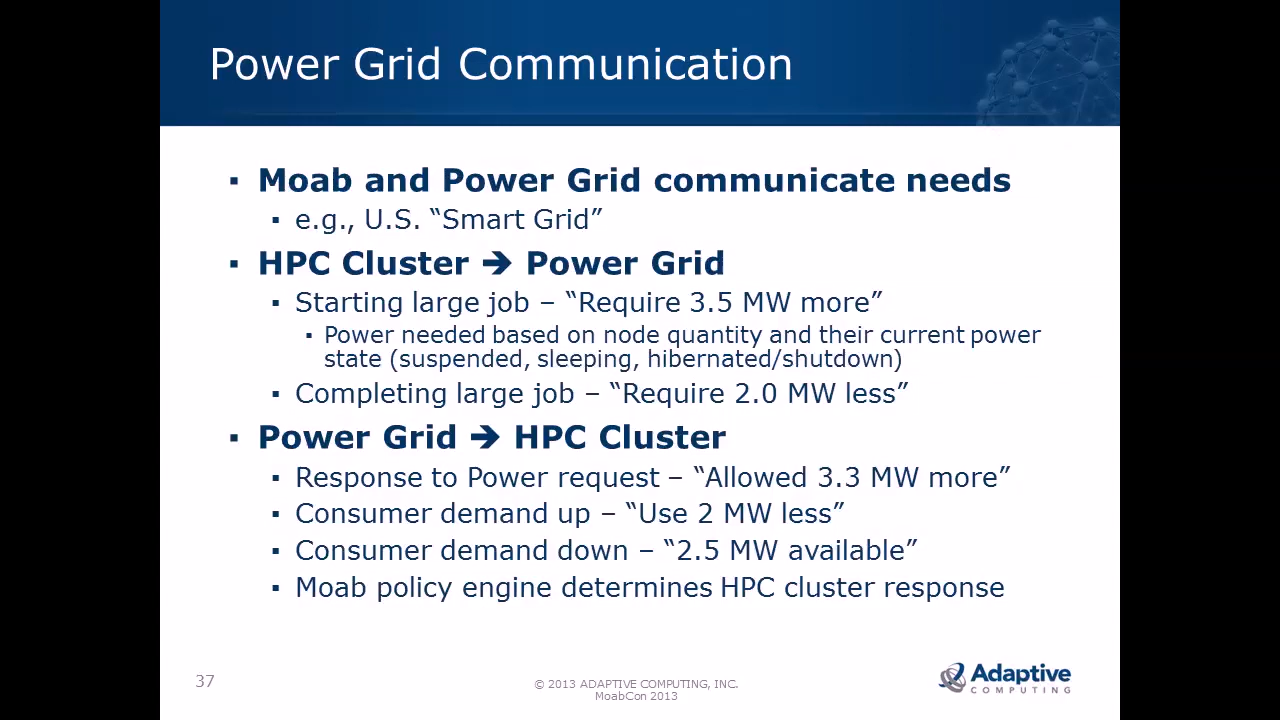 Power Grid Communication
▪ Moab and Power Grid communicate needs
▪ e.g., U.S. “Smart Grid”
▪ HPC Cluster ➔ Power Grid
▪ Starting large job – “Require 3.5 MW more”
▪ Power needed based on node quantity and their current power
state (suspended, sleeping, hibernated/shutdown)
▪ Completing large job – “Require 2.0 MW less”
▪ Power Grid ➔ HPC Cluster
▪ Response to Power request – “Allowed 3.3 MW more”
▪ Consumer demand up – “Use 2 MW less”
▪ Consumer demand down – “2.5 MW available”
▪ Moab policy engine determines HPC cluster response
37
© 2013 ADAPTIVE COMPUTING, INC.
MoabCon 2013
Adaptive
COMPUTING